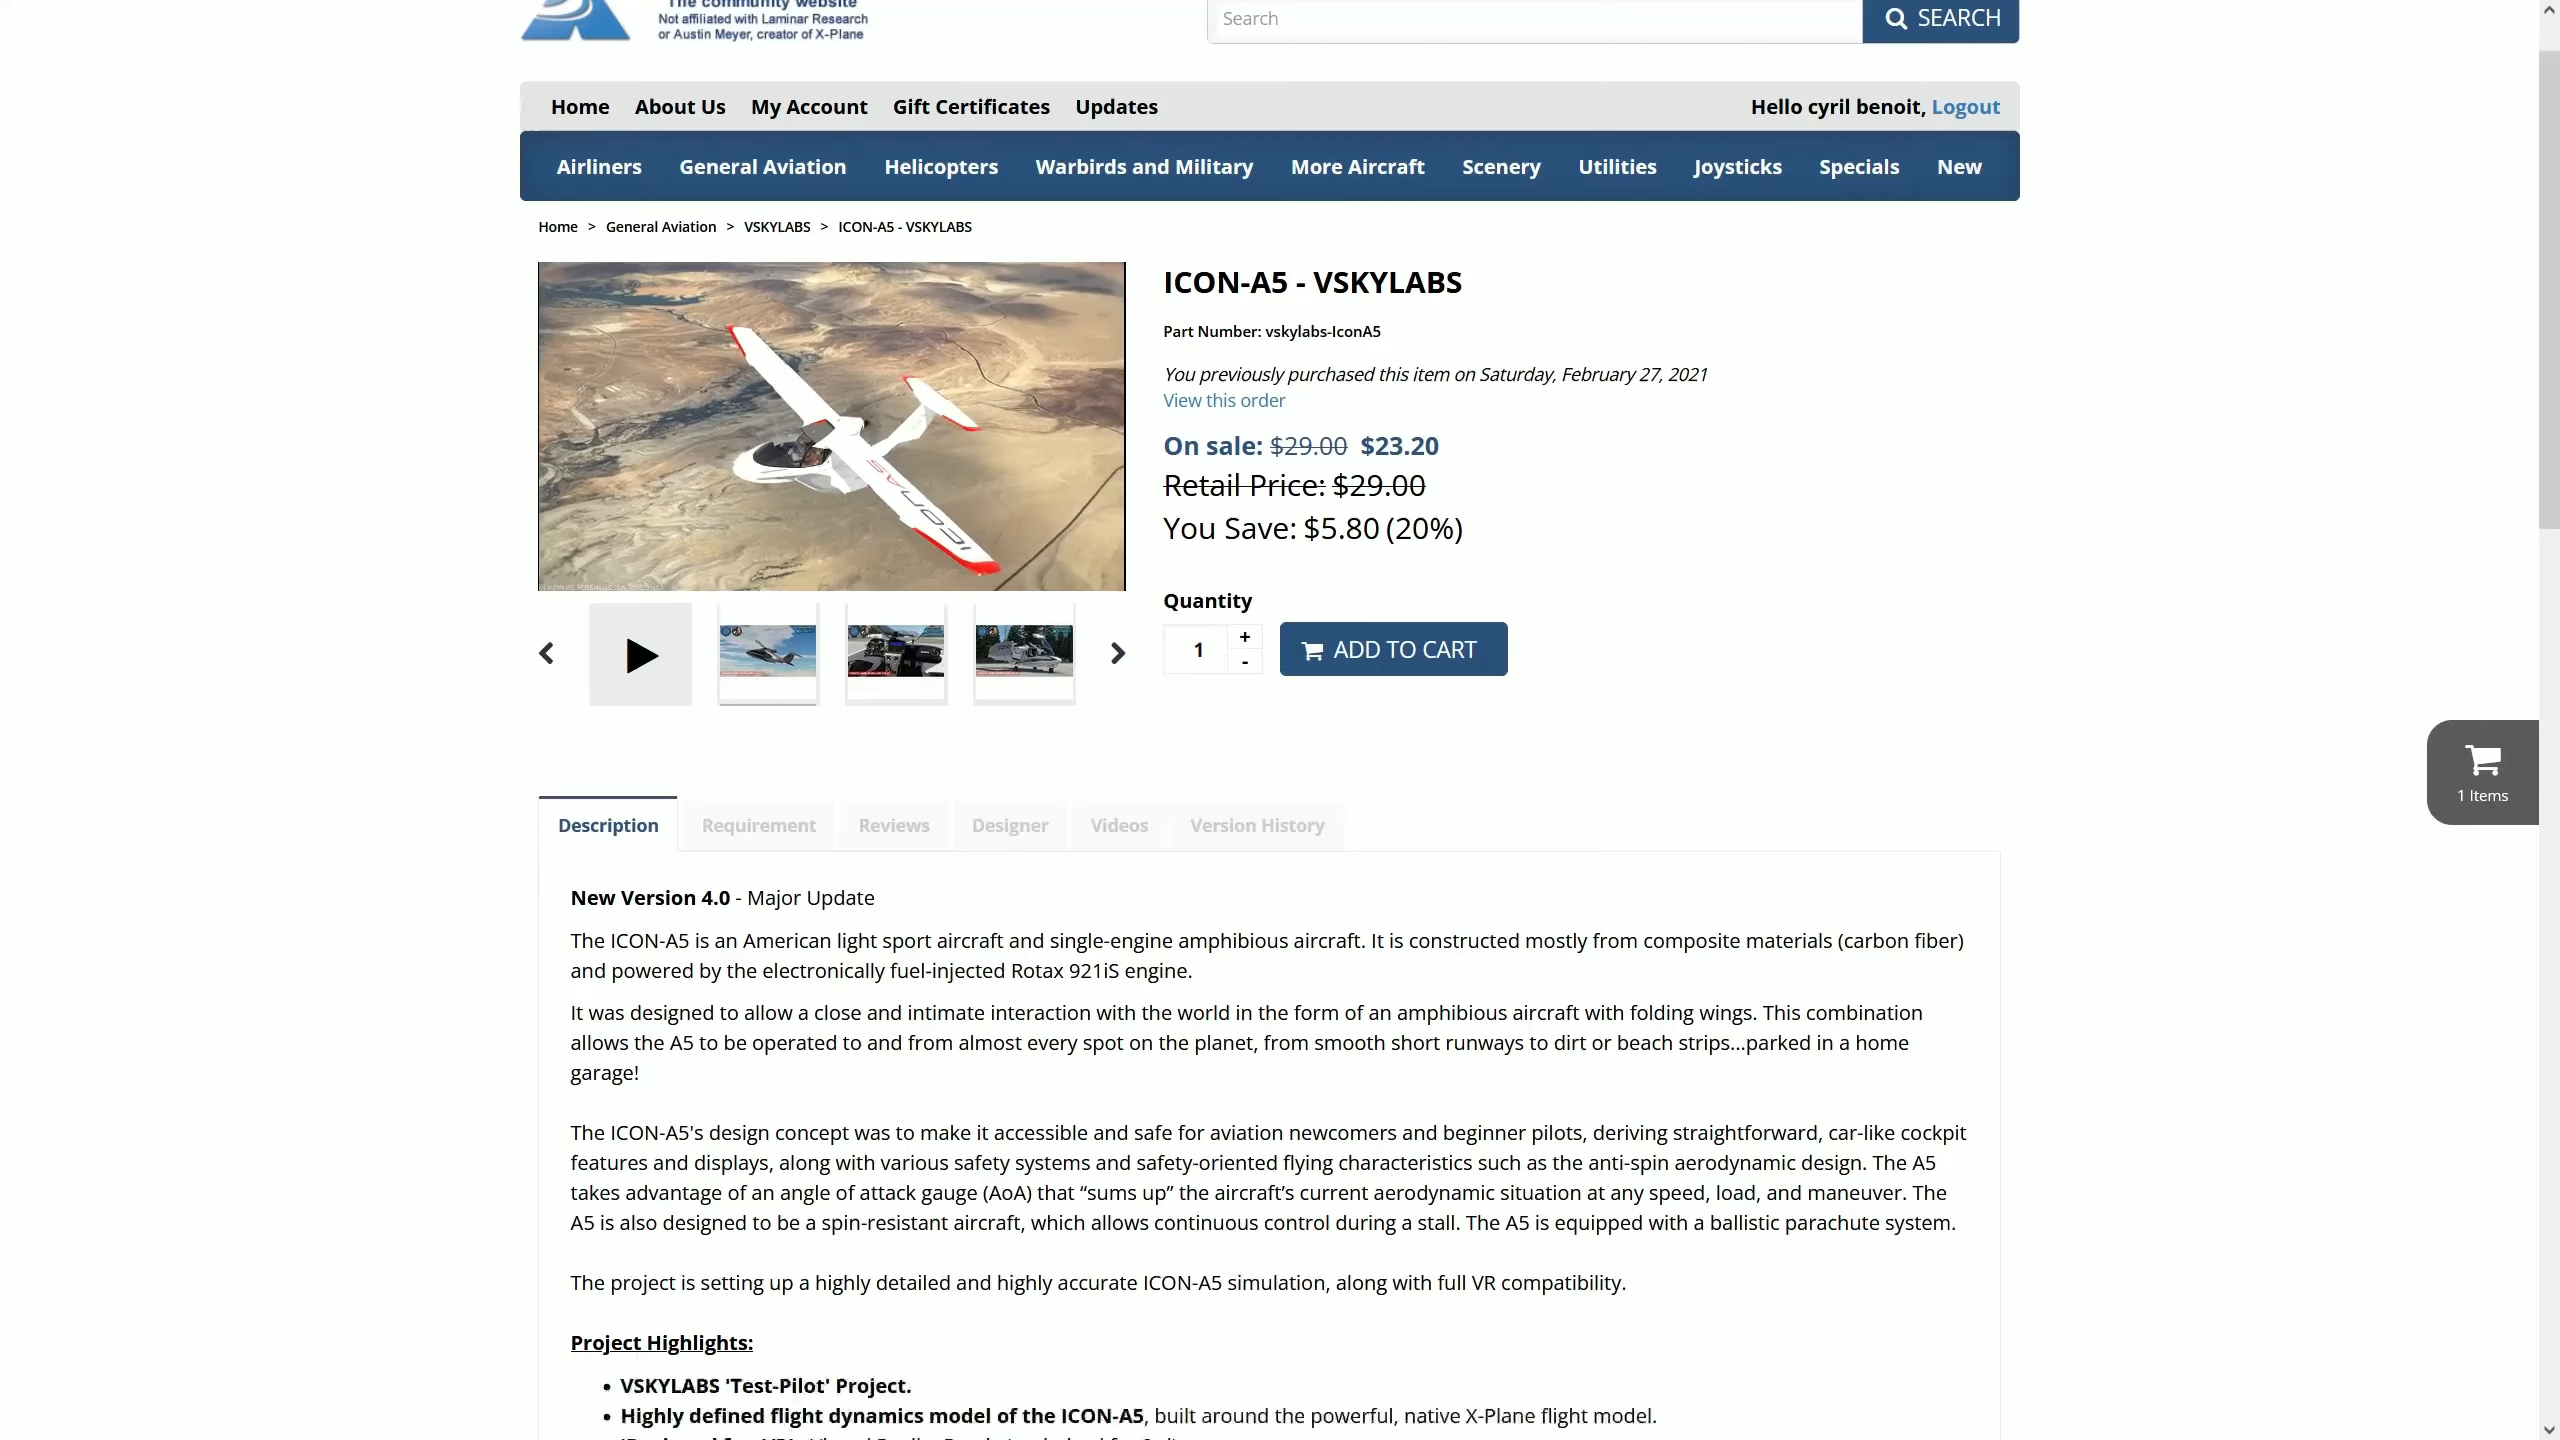 The community website
Not affiliated with Laminar Research
or Austin Meyer, creator of X-Plane
Search
SEARCH
Home About Us My Account Gift Certificates Updates
Hello cyril benoit, Logout
Airliners General Aviation Helicopters Warbirds and Military More Aircraft Scenery Utilities Joysticks Specials New
Home > General Aviation > VSKYLABS > ICON-A5 - VSKYLABS
ICON-A5 - VSKYLABS
Part Number: vskylabs-IconA5
You previously purchased this item on Saturday, February 27, 2021
View this order
On sale: $29.00 $23.20
Retail Price: $29.00
You Save: $5.80 (20%)
ICON A5
Quantity
1 + -
ADD TO CART
1 Items
Description Requirement Reviews Designer Videos Version History
New Version 4.0 - Major Update
The ICON-A5 is an American light sport aircraft and single-engine amphibious aircraft. It is constructed mostly from composite materials (carbon fiber)
and powered by the electronically fuel-injected Rotax 921iS engine.
It was designed to allow a close and intimate interaction with the world in the form of an amphibious aircraft with folding wings. This combination
allows the A5 to be operated to and from almost every spot on the planet, from smooth short runways to dirt or beach strips...parked in a home
garage!
The ICON-A5's design concept was to make it accessible and safe for aviation newcomers and beginner pilots, deriving straightforward, car-like cockpit
features and displays, along with various safety systems and safety-oriented flying characteristics such as the anti-spin aerodynamic design. The A5
takes advantage of an angle of attack gauge (AoA) that “sums up” the aircraft’s current aerodynamic situation at any speed, load, and maneuver. The
A5 is also designed to be a spin-resistant aircraft, which allows continuous control during a stall. The A5 is equipped with a ballistic parachute system.
The project is setting up a highly detailed and highly accurate ICON-A5 simulation, along with full VR compatibility.
Project Highlights:
• VSKYLABS 'Test-Pilot' Project.
• Highly defined flight dynamics model of the ICON-A5, built around the powerful, native X-Plane flight model.